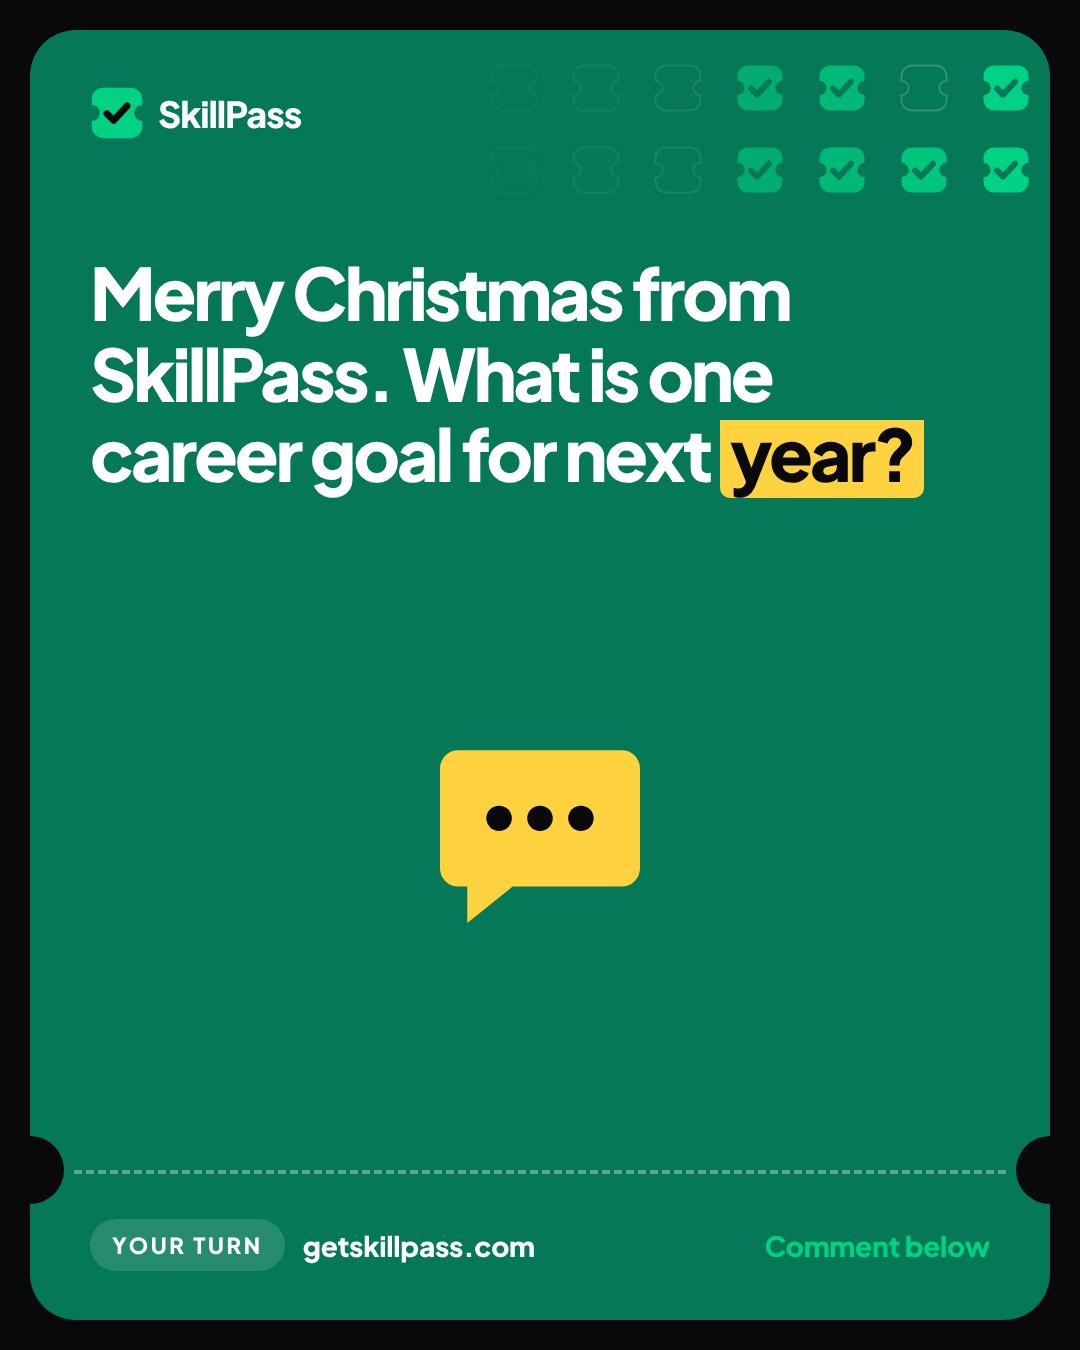 SkillPass
Merry Christmas from
SkillPass. What is one
career goal for next year?
YOUR TURN getskillpass.com Comment below